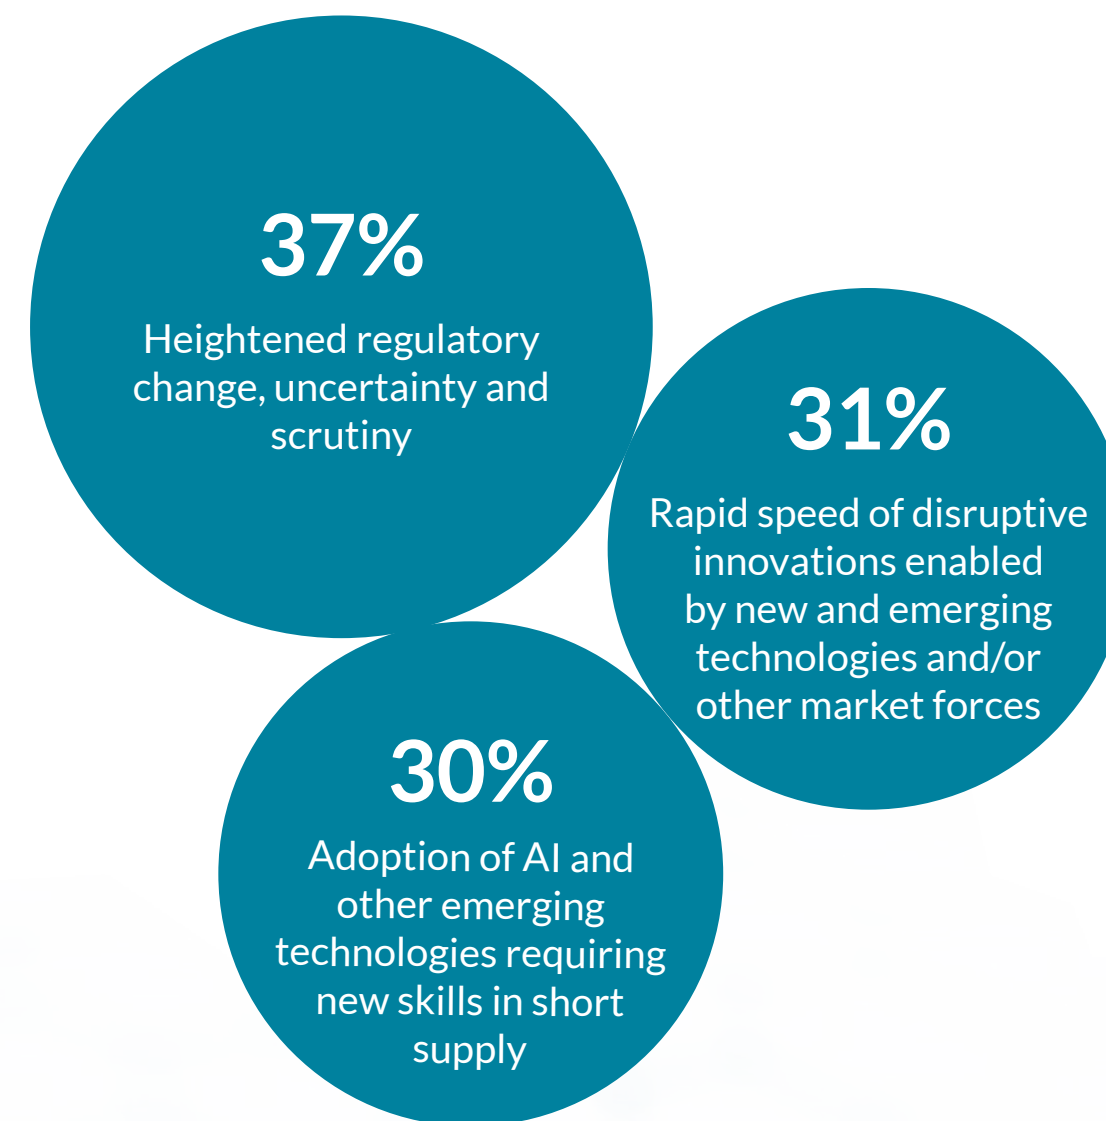 37%
Heightened regulatory
change, uncertainty and
scrutiny
31%
Rapid speed of disruptive
innovations enabled
by new and emerging
technologies and/or
other market forces
30%
Adoption of AI and
other emerging
technologies requiring
new skills in short
supply